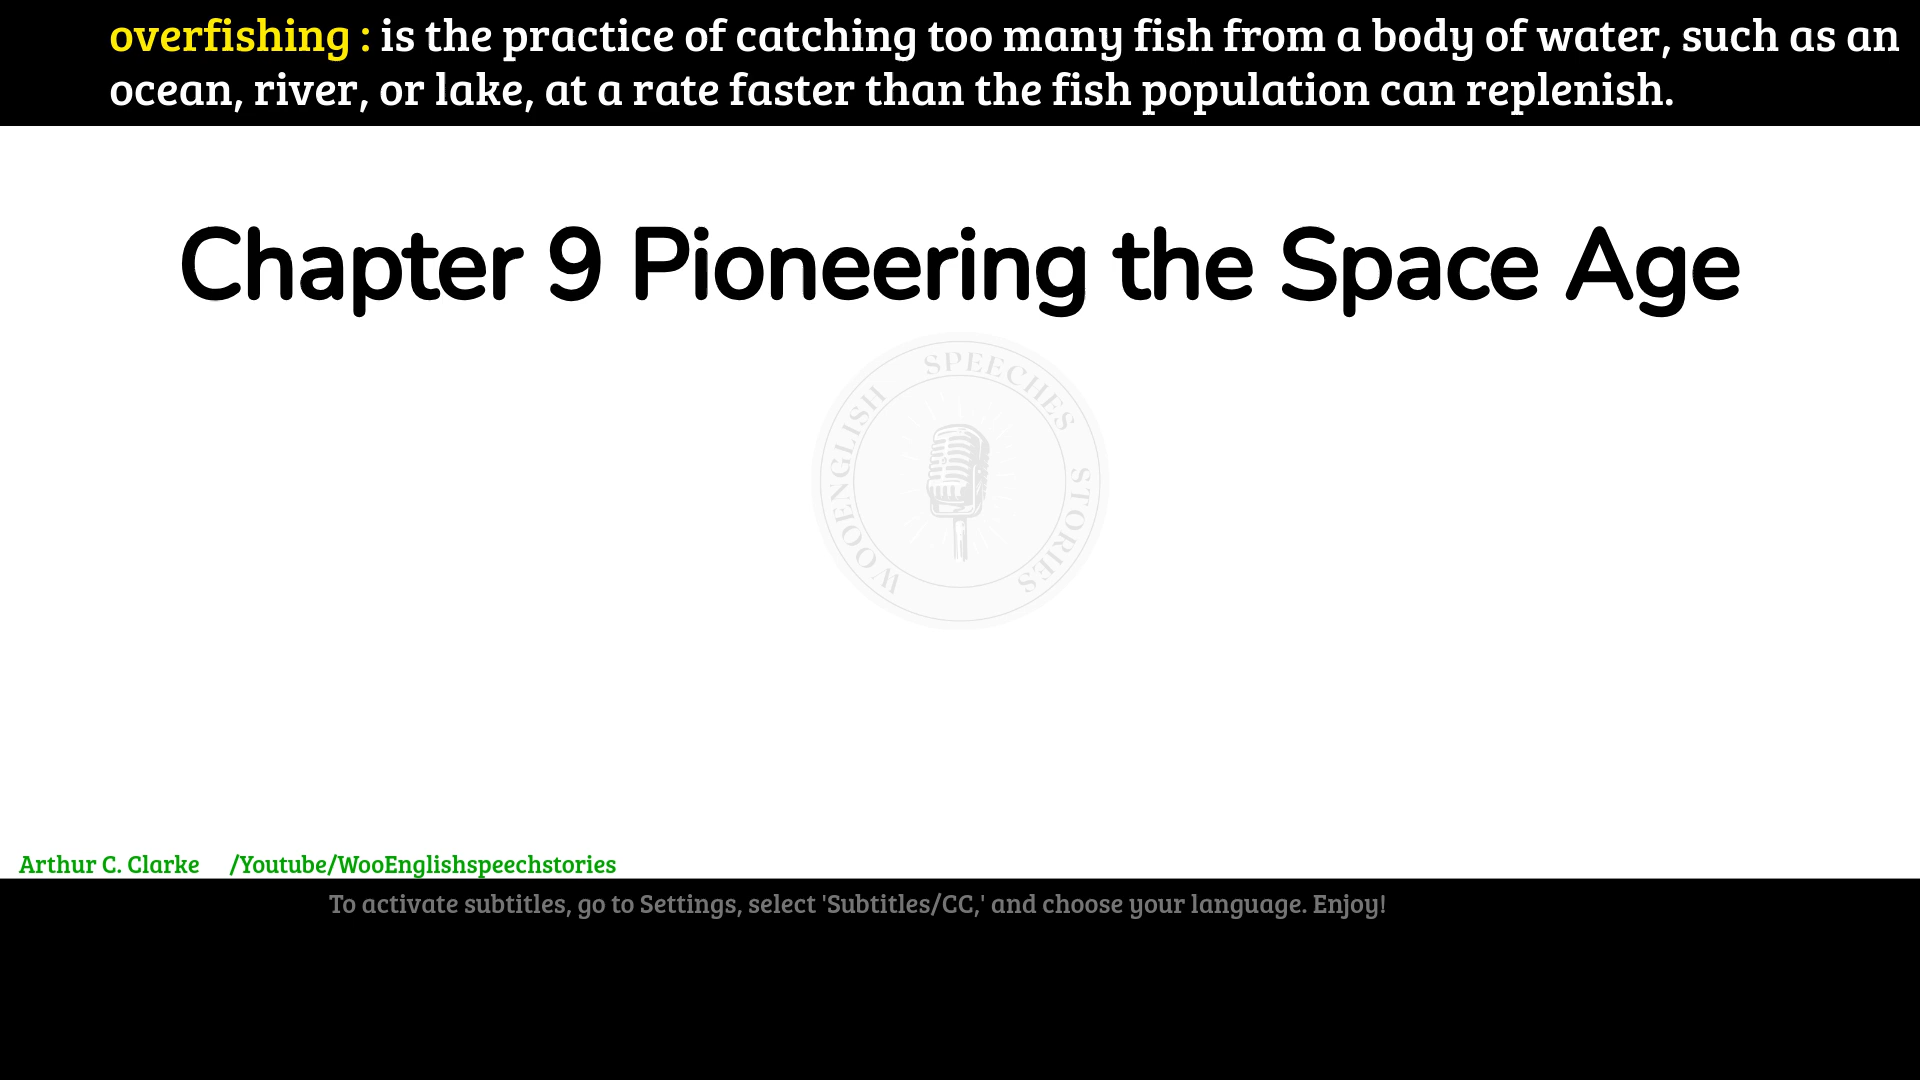 overfishing : is the practice of catching too many fish from a body of water, such as an
ocean, river, or lake, at a rate faster than the fish population can replenish.
Chapter 9 Pioneering the Space Age
WOOENGLISH SPEECHES STORIES
Arthur C. Clarke /Youtube/WooEnglishspeechstories
To activate subtitles, go to Settings, select 'Subtitles/CC,' and choose your language. Enjoy!